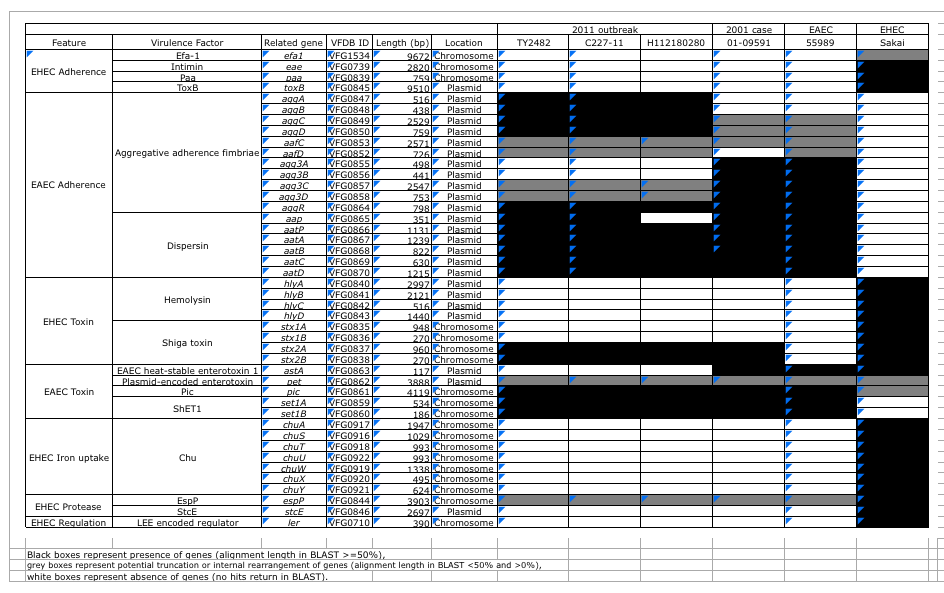 2011 outbreak 2001 case EAEC EHEC
Feature Virulence Factor Related gene VFDB ID Length (bp) Location TY2482 C227-11 H112180280 01-09591 55989 Sakai
EHEC Adherence
Efa-1 efa1 VFG1534 9672 Chromosome
Intimin eae VFG0739 2820 Chromosome
Paa paa VFG0839 759 Chromosome
ToxB toxB VFG0845 9510 Plasmid
EAEC Adherence
Aggregative adherence fimbriae
aggA VFG0847 516 Plasmid
aggB VFG0848 438 Plasmid
aggC VFG0849 2529 Plasmid
aggD VFG0850 759 Plasmid
aafC VFG0853 2571 Plasmid
aafD VFG0852 726 Plasmid
agg3A VFG0855 498 Plasmid
agg3B VFG0856 441 Plasmid
agg3C VFG0857 2547 Plasmid
agg3D VFG0858 753 Plasmid
aggR VFG0864 798 Plasmid
Dispersin
aap VFG0865 351 Plasmid
aatP VFG0866 1131 Plasmid
aatA VFG0867 1239 Plasmid
aatB VFG0868 822 Plasmid
aatC VFG0869 630 Plasmid
aatD VFG0870 1215 Plasmid
EHEC Toxin
Hemolysin
hlyA VFG0840 2997 Plasmid
hlyB VFG0841 2121 Plasmid
hlyC VFG0842 516 Plasmid
hlyD VFG0843 1440 Plasmid
Shiga toxin
stx1A VFG0835 948 Chromosome
stx1B VFG0836 270 Chromosome
stx2A VFG0837 960 Chromosome
stx2B VFG0838 270 Chromosome
EAEC Toxin
EAEC heat-stable enterotoxin 1 astA VFG0863 117 Plasmid
Plasmid-encoded enterotoxin pet VFG0862 3888 Plasmid
Pic pic VFG0861 4119 Chromosome
ShET1
set1A VFG0859 534 Chromosome
set1B VFG0860 186 Chromosome
EHEC Iron uptake
Chu
chuA VFG0917 1947 Chromosome
chuS VFG0916 1029 Chromosome
chuT VFG0918 993 Chromosome
chuU VFG0922 993 Chromosome
chuW VFG0919 1338 Chromosome
chuX VFG0920 495 Chromosome
chuY VFG0921 624 Chromosome
EHEC Protease
EspP espP VFG0844 3903 Chromosome
StcE stcE VFG0846 2697 Plasmid
EHEC Regulation LEE encoded regulator ler VFG0710 390 Chromosome
Black boxes represent presence of genes (alignment length in BLAST >=50%),
grey boxes represent potential truncation or internal rearrangement of genes (alignment length in BLAST <50% and >0%),
white boxes represent absence of genes (no hits return in BLAST).